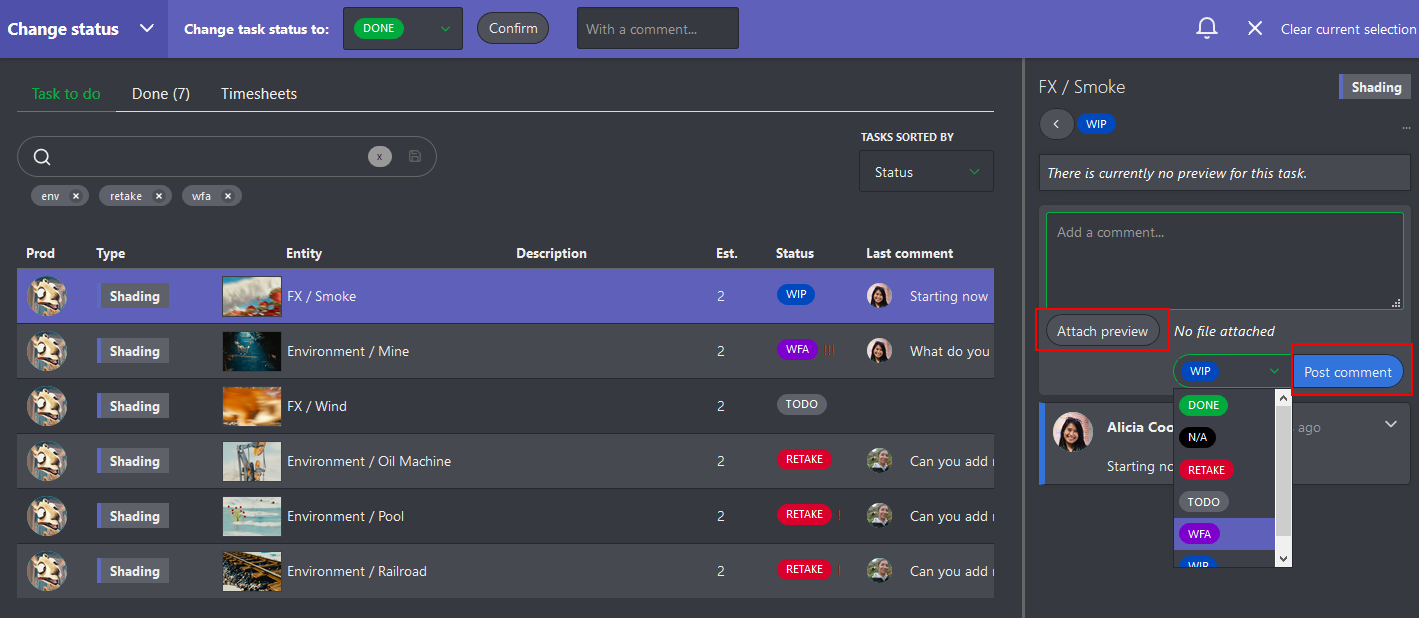 Change status
Change task status to:
DONE
Confirm
With a comment...
Clear current selection
Task to do
Done (7)
Timesheets
x
TASKS SORTED BY
Status
env
retake
wfa
Prod Type Entity Description Est. Status Last comment
Shading FX / Smoke 2 WIP Starting now
Shading Environment / Mine 2 WFA What do you
Shading FX / Wind 2 TODO
Shading Environment / Oil Machine 2 RETAKE Can you add
Shading Environment / Pool 2 RETAKE Can you add
Shading Environment / Railroad 2 RETAKE Can you add
FX / Smoke
Shading
WIP
...
There is currently no preview for this task.
Add a comment...
Attach preview
No file attached
WIP
Post comment
DONE
N/A
RETAKE
TODO
WFA
WIP
Alicia Coo
ago
Starting no